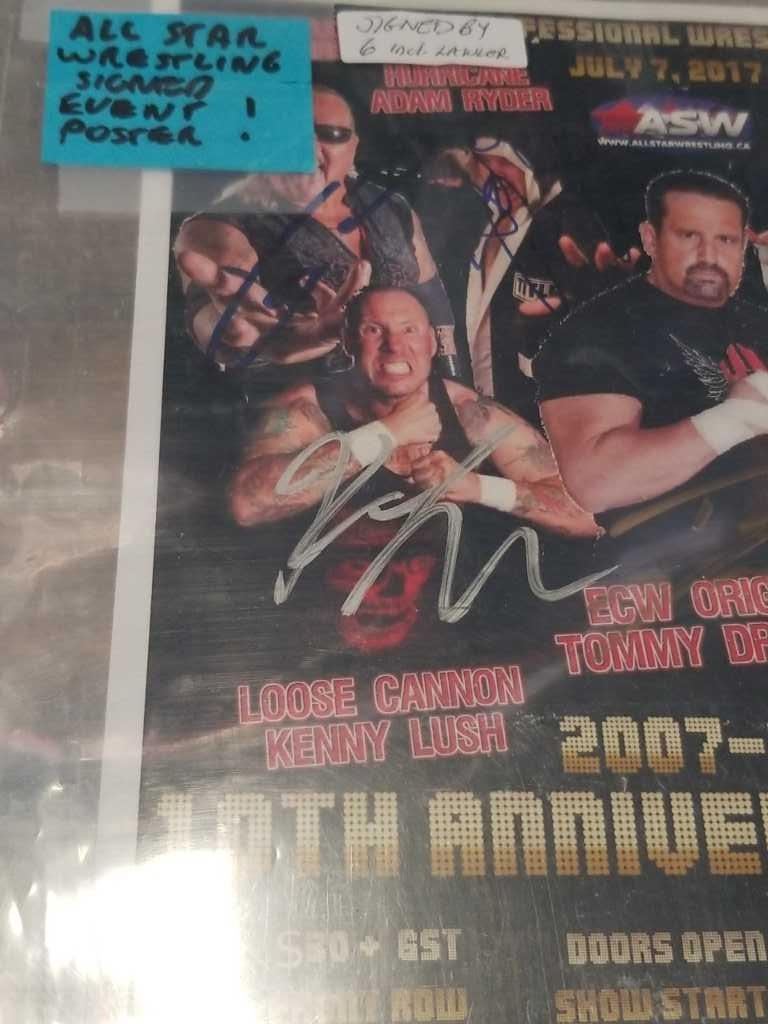 ALL STAR
WRESTLING
SIGNED
EVENT !
POSTER !
SIGNED BY
6 incl. LAWLER
ESSIONAL WRES
JULY 7, 2017
HURRICANE
ADAM RYDER
ASW
WWW.ALLSTARWRESTLING.CA
ECW ORIG
TOMMY DR
LOOSE CANNON
KENNY LUSH
2007-
10TH ANNIVE
$30 + GST
DOORS OPEN
ROW
SHOW START